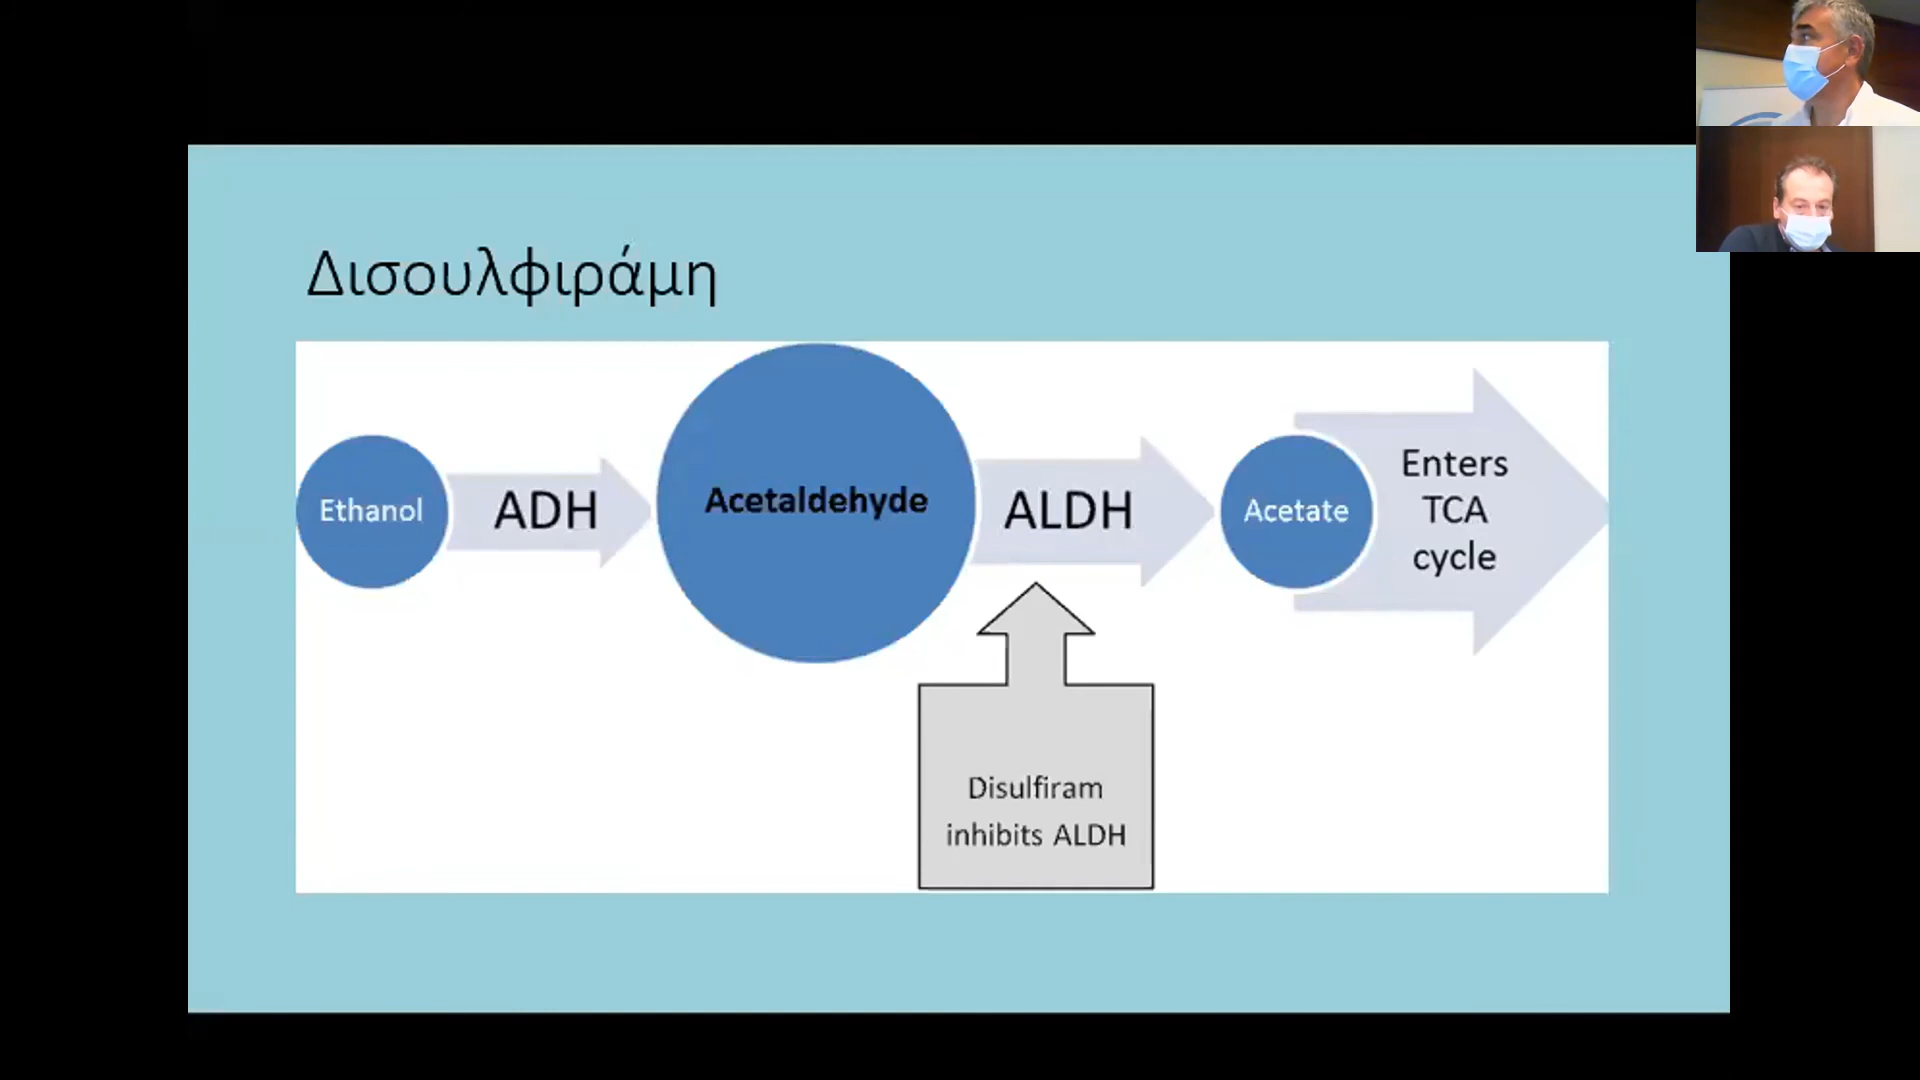 Δισουλφιράμη
Ethanol
ADH
Acetaldehyde
ALDH
Acetate
Enters
TCA
cycle
Disulfiram
inhibits ALDH